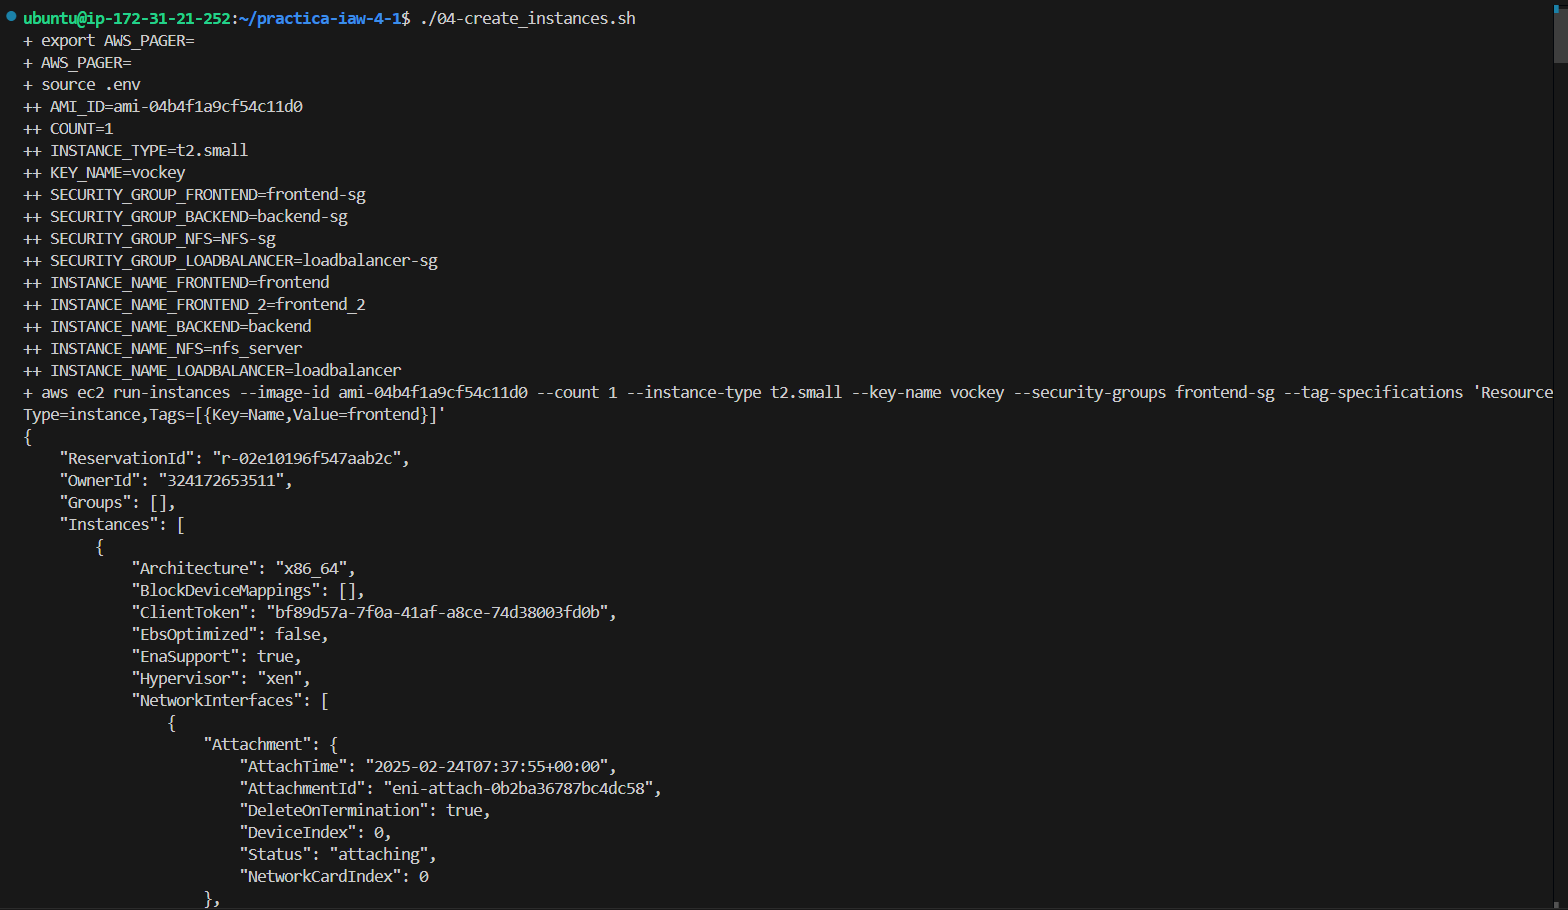 ubuntu@ip-172-31-21-252:~/practica-iaw-4-1$ ./04-create_instances.sh
+ export AWS_PAGER=
+ AWS_PAGER=
+ source .env
++ AMI_ID=ami-04b4f1a9cf54c11d0
++ COUNT=1
++ INSTANCE_TYPE=t2.small
++ KEY_NAME=vockey
++ SECURITY_GROUP_FRONTEND=frontend-sg
++ SECURITY_GROUP_BACKEND=backend-sg
++ SECURITY_GROUP_NFS=NFS-sg
++ SECURITY_GROUP_LOADBALANCER=loadbalancer-sg
++ INSTANCE_NAME_FRONTEND=frontend
++ INSTANCE_NAME_FRONTEND_2=frontend_2
++ INSTANCE_NAME_BACKEND=backend
++ INSTANCE_NAME_NFS=nfs_server
++ INSTANCE_NAME_LOADBALANCER=loadbalancer
+ aws ec2 run-instances --image-id ami-04b4f1a9cf54c11d0 --count 1 --instance-type t2.small --key-name vockey --security-groups frontend-sg --tag-specifications 'Resource
Type=instance,Tags=[{Key=Name,Value=frontend}]'
{
    "ReservationId": "r-02e10196f547aab2c",
    "OwnerId": "324172653511",
    "Groups": [],
    "Instances": [
        {
            "Architecture": "x86_64",
            "BlockDeviceMappings": [],
            "ClientToken": "bf89d57a-7f0a-41af-a8ce-74d38003fd0b",
            "EbsOptimized": false,
            "EnaSupport": true,
            "Hypervisor": "xen",
            "NetworkInterfaces": [
                {
                    "Attachment": {
                        "AttachTime": "2025-02-24T07:37:55+00:00",
                        "AttachmentId": "eni-attach-0b2ba36787bc4dc58",
                        "DeleteOnTermination": true,
                        "DeviceIndex": 0,
                        "Status": "attaching",
                        "NetworkCardIndex": 0
                    },